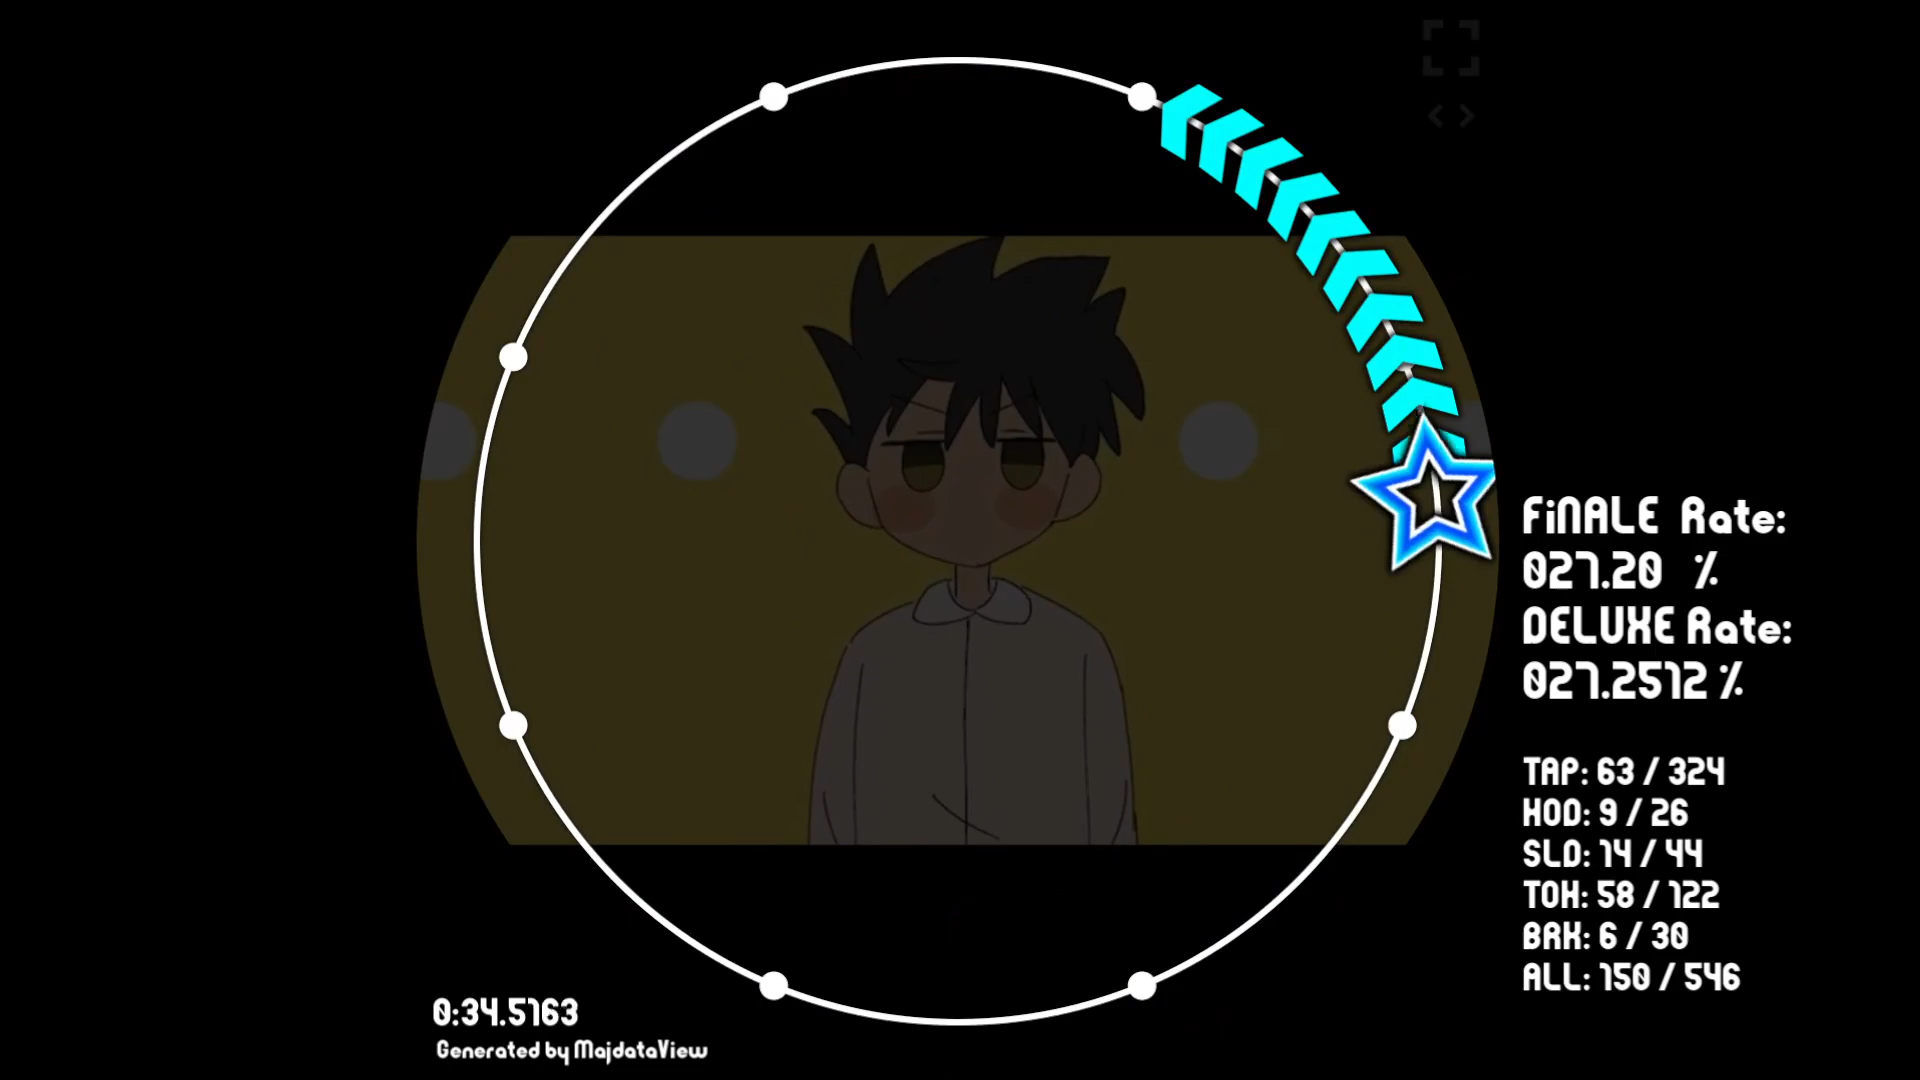 FiNALE Rate:
027.20 %
DELUXE Rate:
027.2512 %
TAP: 63 / 324
HOD: 9 / 26
SLD: 14 / 44
TOH: 58 / 122
BRK: 6 / 30
ALL: 150 / 546
0:34.5163
Generated by MajdataView